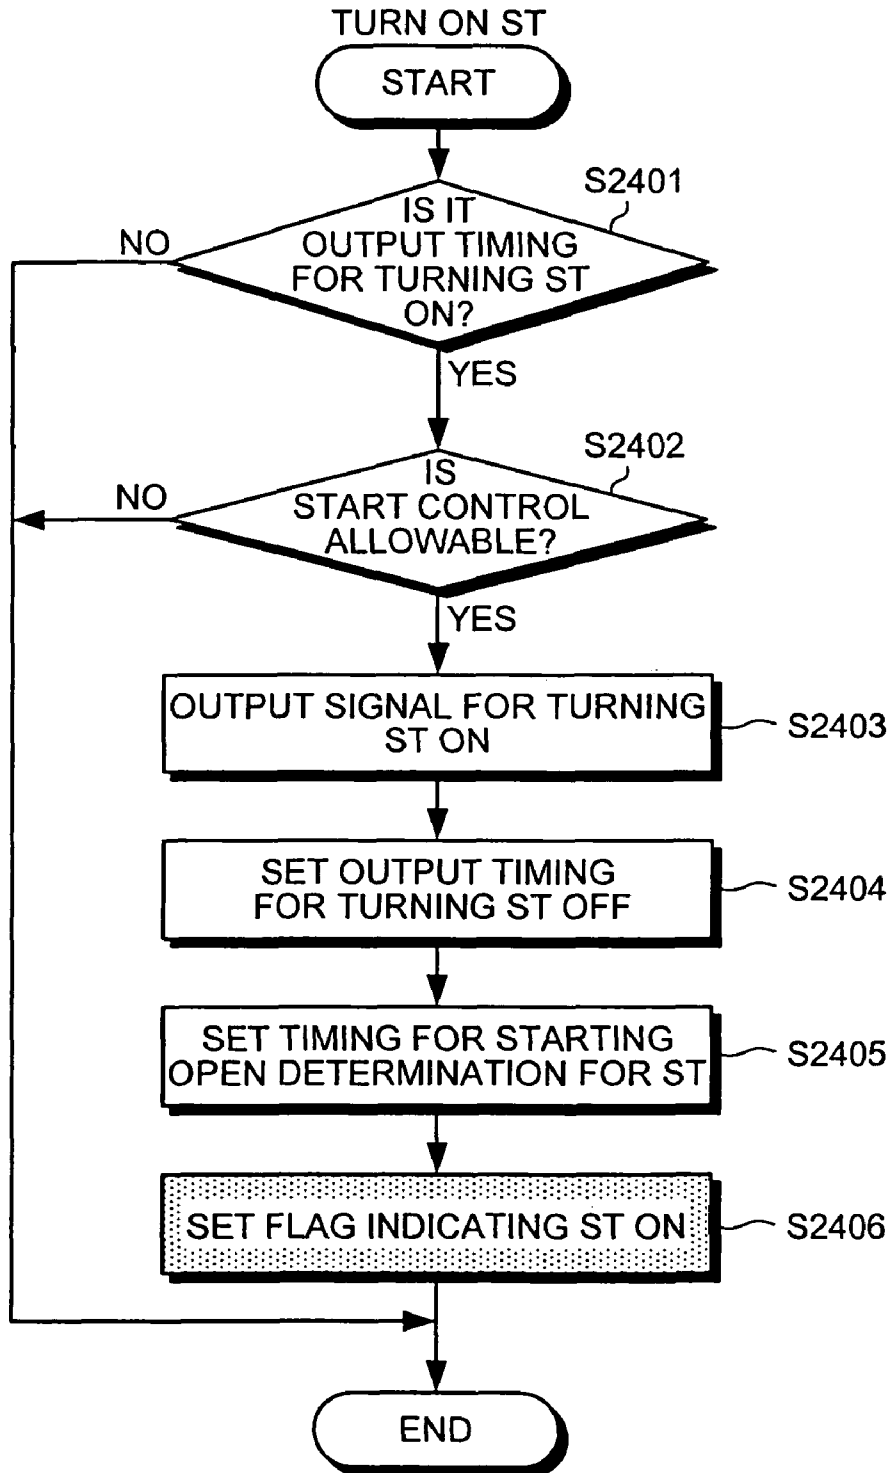 TURN ON ST
START
S2401
IS IT
OUTPUT TIMING
FOR TURNING ST
ON?
NO
YES
S2402
IS
START CONTROL
ALLOWABLE?
NO
YES
OUTPUT SIGNAL FOR TURNING
ST ON
S2403
SET OUTPUT TIMING
FOR TURNING ST OFF
S2404
SET TIMING FOR STARTING
OPEN DETERMINATION FOR ST
S2405
SET FLAG INDICATING ST ON
S2406
END